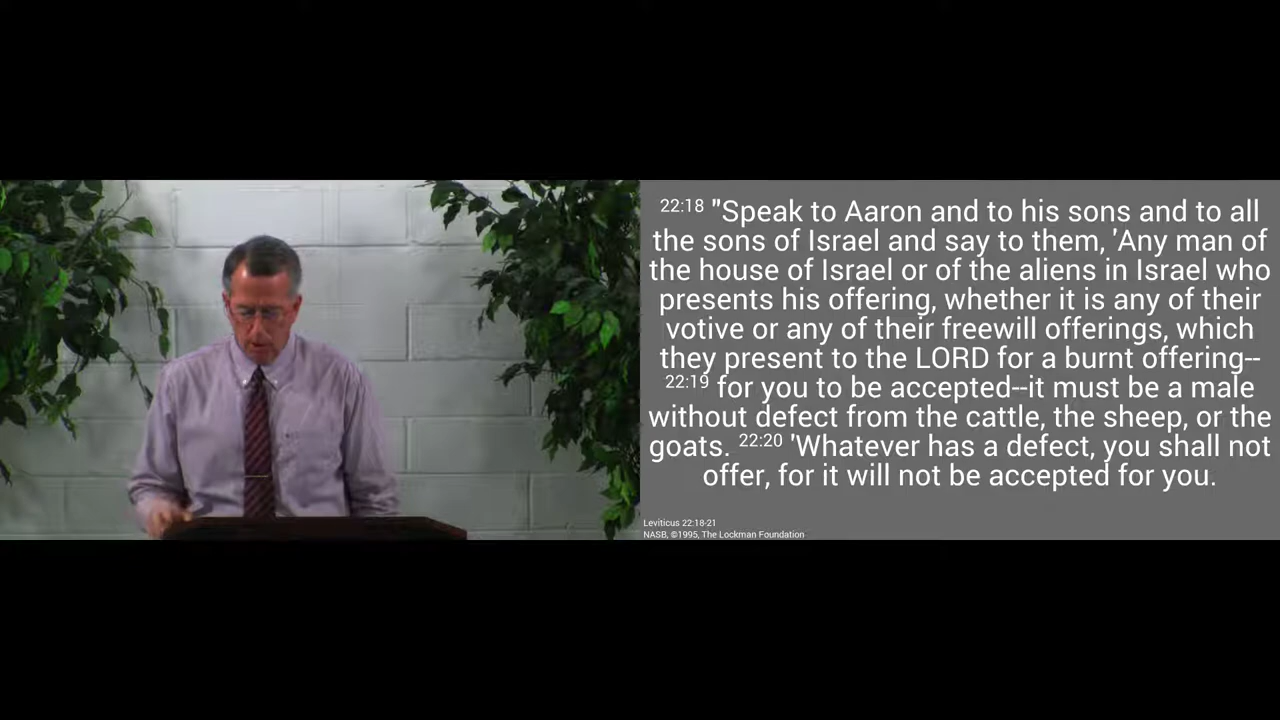 22:18 "Speak to Aaron and to his sons and to all
the sons of Israel and say to them, 'Any man of
the house of Israel or of the aliens in Israel who
presents his offering, whether it is any of their
votive or any of their freewill offerings, which
they present to the LORD for a burnt offering--
22:19 for you to be accepted--it must be a male
without defect from the cattle, the sheep, or the
goats. 22:20 'Whatever has a defect, you shall not
offer, for it will not be accepted for you.
Leviticus 22:18-21
NASB, ©1995, The Lockman Foundation